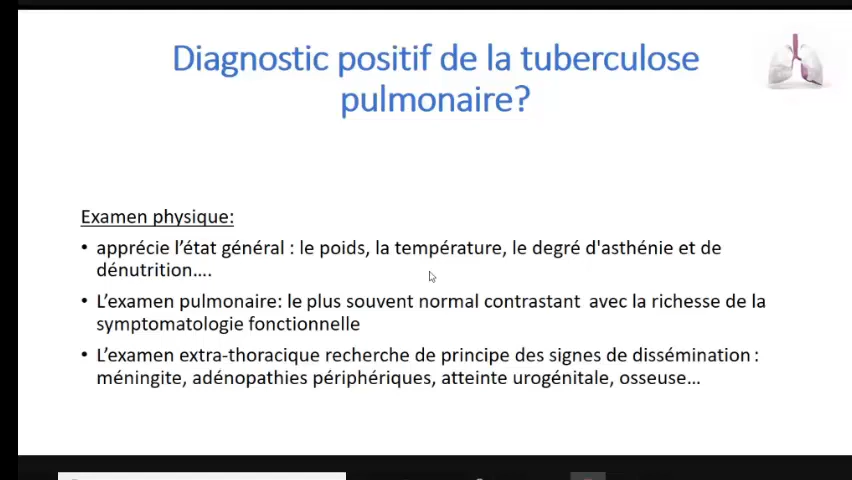 Diagnostic positif de la tuberculose
pulmonaire?
Examen physique:
• apprécie l'état général : le poids, la température, le degré d'asthénie et de
dénutrition....
• L'examen pulmonaire: le plus souvent normal contrastant avec la richesse de la
symptomatologie fonctionnelle
• L'examen extra-thoracique recherche de principe des signes de dissémination :
méningite, adénopathies périphériques, atteinte urogénitale, osseuse...